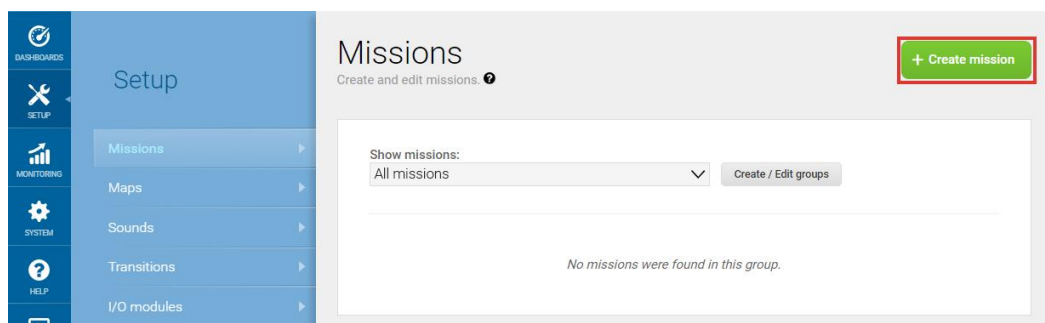 DASHBOARDS
SETUP
MONITORING
SYSTEM
HELP
Setup
Missions
Maps
Sounds
Transitions
I/O modules
Missions
Create and edit missions. ?
+ Create mission
Show missions:
All missions
Create / Edit groups
No missions were found in this group.